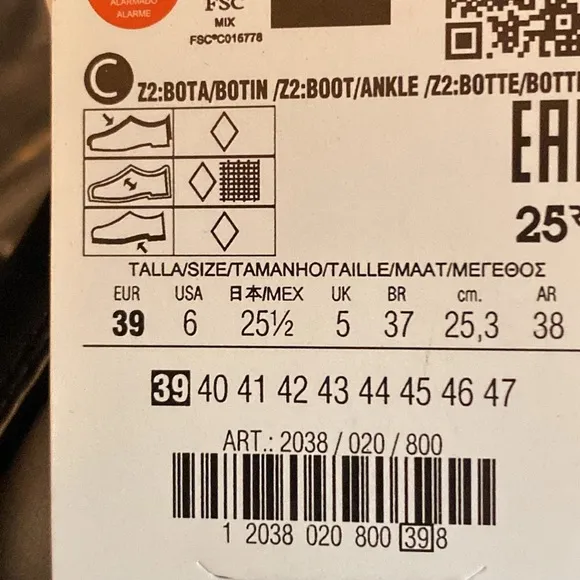 ALARMADO
ALARME
FSC
MIX
FSC®C016778
C Z2:BOTA/BOTIN /Z2:BOOT/ANKLE /Z2:BOTTE/BOTT
EA
25
TALLA/SIZE/TAMANHO/TAILLE/MAAT/ΜΕΓΕΘΟΣ
EUR USA 日本/MEX UK BR cm. AR
39 6 25½ 5 37 25,3 38
39 40 41 42 43 44 45 46 47
ART.: 2038 / 020 / 800
1 2038 020 800 39 8